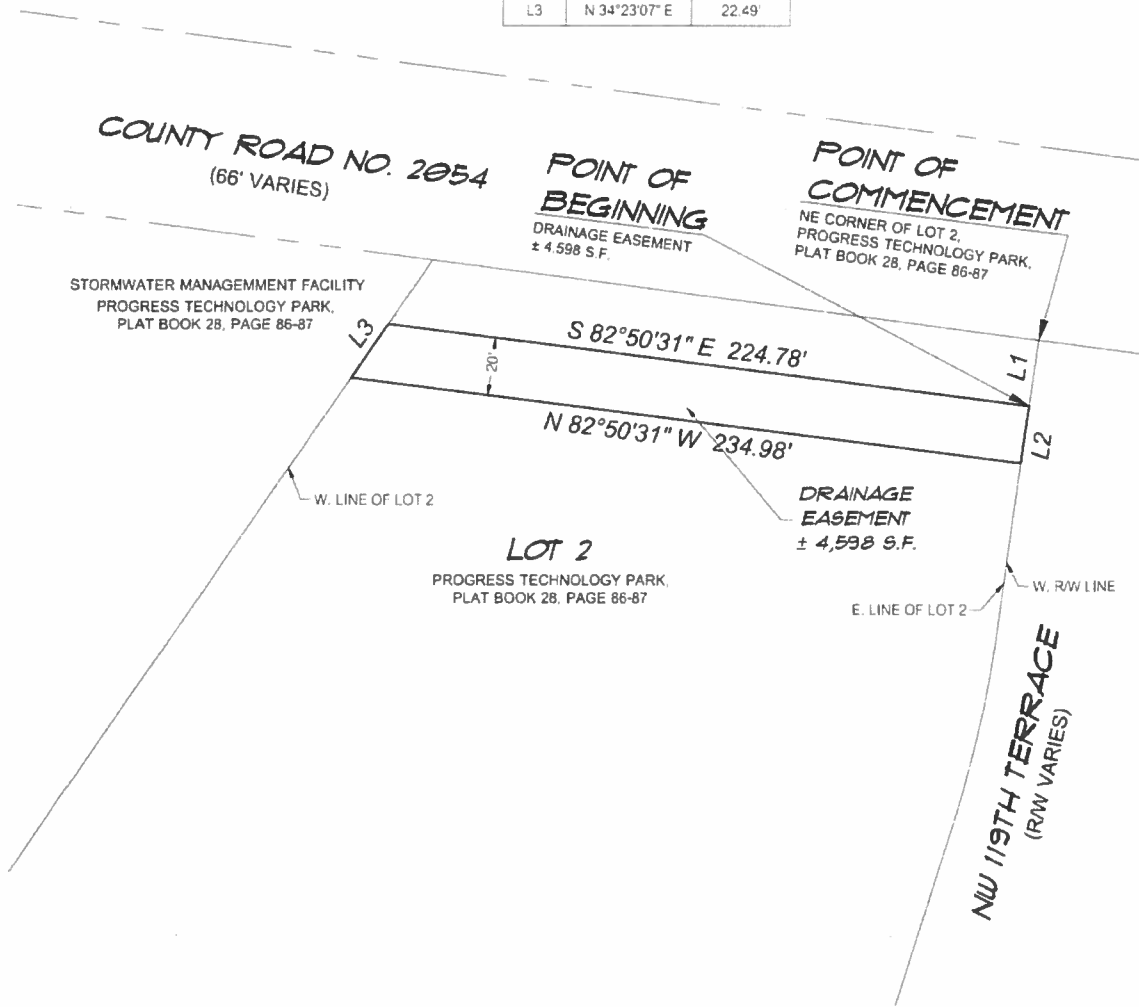 L3 N 34°23'07" E 22.49'
COUNTY ROAD NO. 2054
(66' VARIES)
POINT OF
BEGINNING
DRAINAGE EASEMENT
± 4,598 S.F.
POINT OF
COMMENCEMENT
NE CORNER OF LOT 2,
PROGRESS TECHNOLOGY PARK,
PLAT BOOK 28, PAGE 86-87
STORMWATER MANAGEMMENT FACILITY
PROGRESS TECHNOLOGY PARK,
PLAT BOOK 28, PAGE 86-87
L3
S 82°50'31" E 224.78'
L1
20'
N 82°50'31" W 234.98'
L2
W. LINE OF LOT 2
DRAINAGE
EASEMENT
± 4,598 S.F.
LOT 2
PROGRESS TECHNOLOGY PARK,
PLAT BOOK 28, PAGE 86-87
W. R/W LINE
E. LINE OF LOT 2
NW 119TH TERRACE
(R/W VARIES)